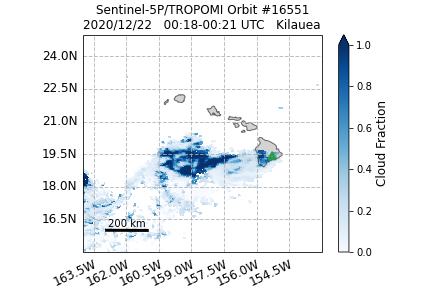 Sentinel-5P/TROPOMI Orbit #16551
2020/12/22 00:18-00:21 UTC Kilauea
24.0N
22.5N
21.0N
19.5N
18.0N
16.5N
200 km
163.5W
162.0W
160.5W
159.0W
157.5W
156.0W
154.5W
1.0
0.8
0.6
0.4
0.2
0.0
Cloud Fraction